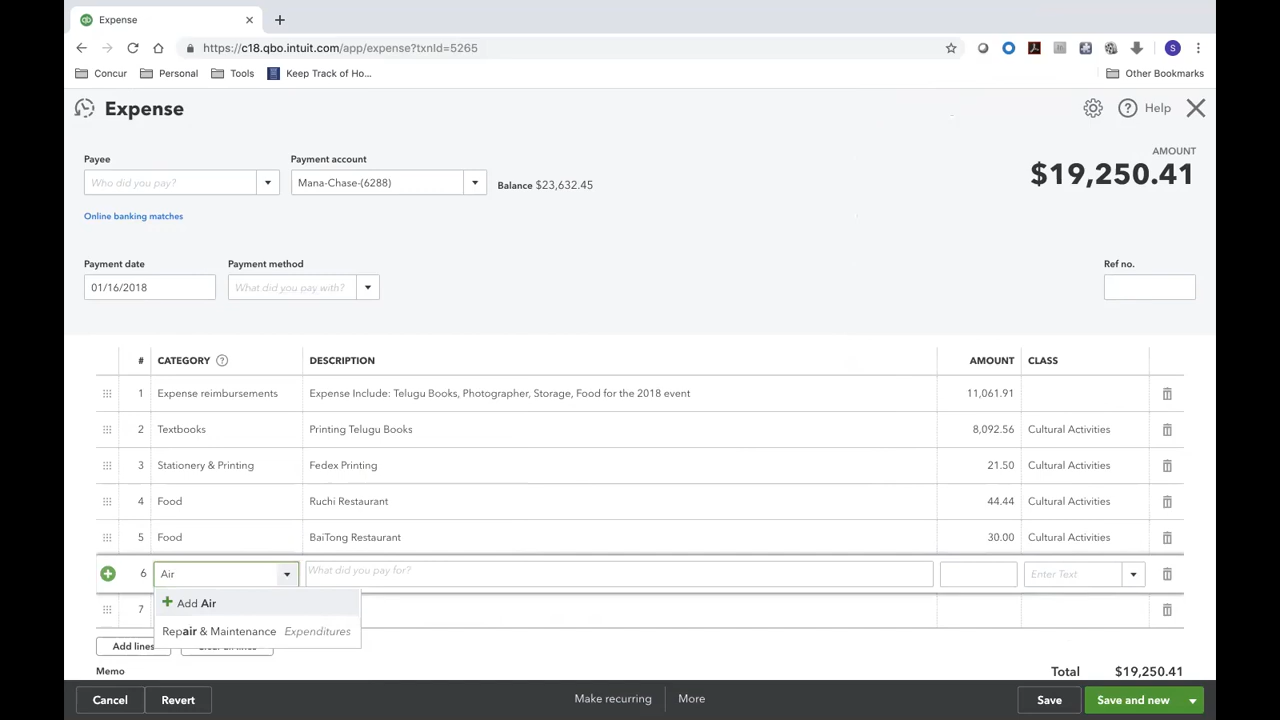 Expense
https://c18.qbo.intuit.com/app/expense?txnId=5265
S
Concur Personal Tools Keep Track of Ho... Other Bookmarks
Expense
Help
AMOUNT
$19,250.41
Payee Payment account
Who did you pay? Mana-Chase-(6288) Balance $23,632.45
Online banking matches
Payment date Payment method Ref no.
01/16/2018 What did you pay with?
# CATEGORY DESCRIPTION AMOUNT CLASS
1 Expense reimbursements Expense Include: Telugu Books, Photographer, Storage, Food for the 2018 event 11,061.91
2 Textbooks Printing Telugu Books 8,092.56 Cultural Activities
3 Stationery & Printing Fedex Printing 21.50 Cultural Activities
4 Food Ruchi Restaurant 44.44 Cultural Activities
5 Food BaiTong Restaurant 30.00 Cultural Activities
6 Air What did you pay for? Enter Text
Add Air
7
Repair & Maintenance Expenditures
Add lines Clear all lines
Memo Total $19,250.41
Cancel Revert Make recurring More Save Save and new